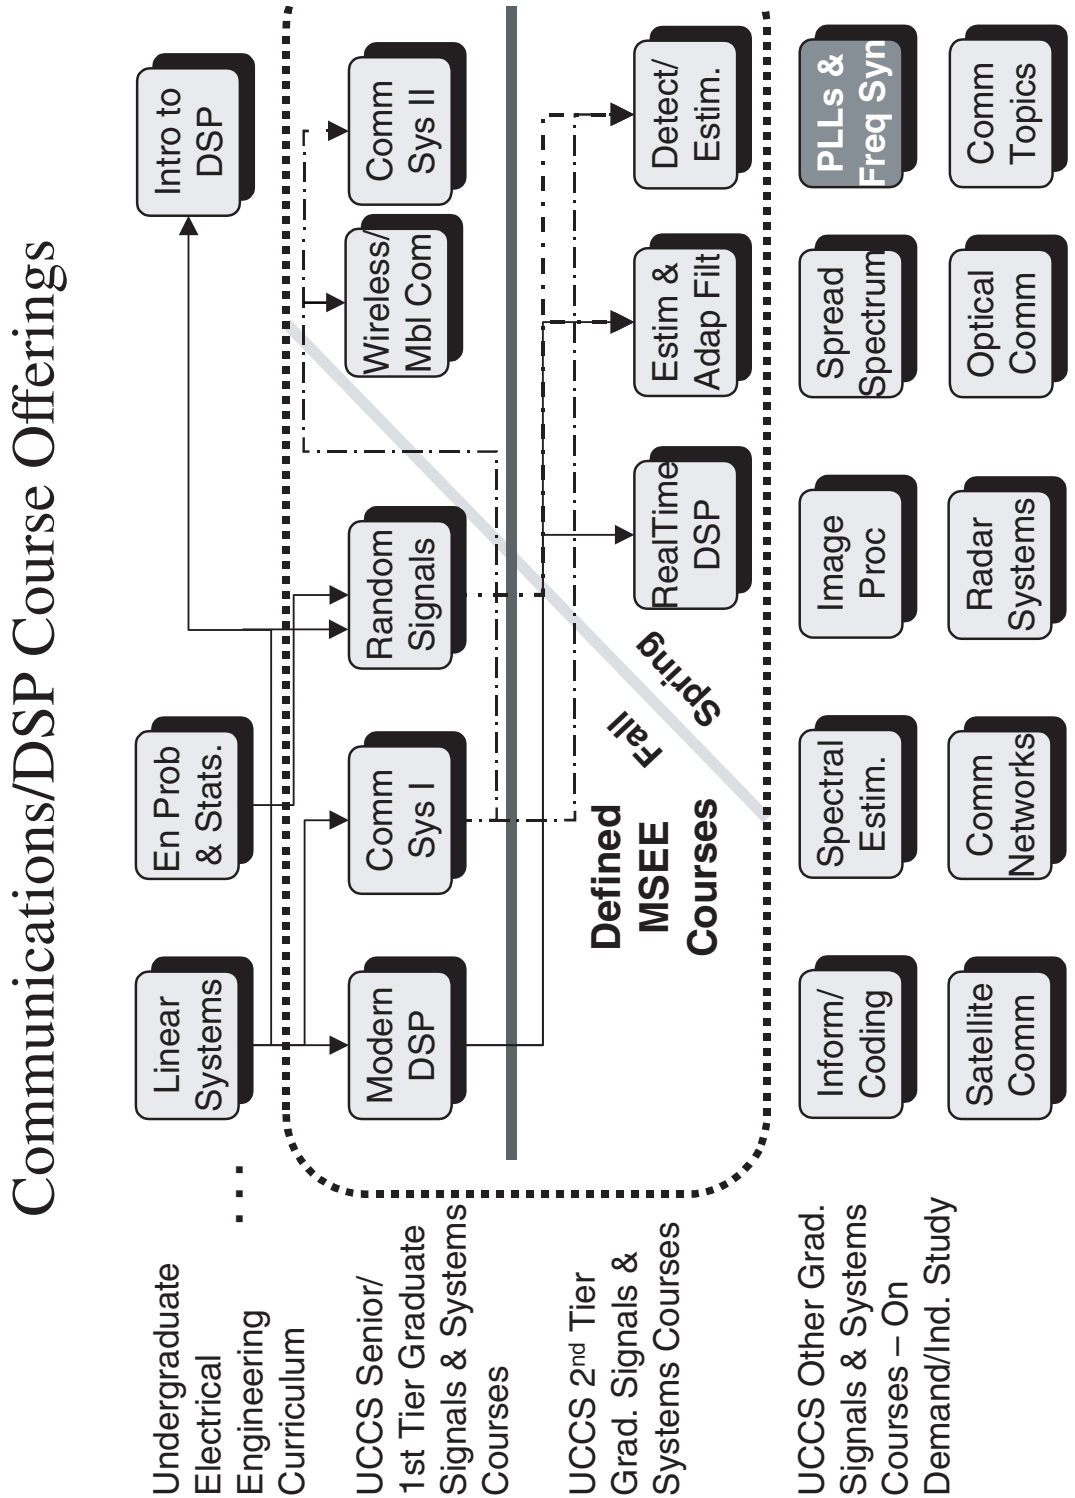 Communications/DSP Course Offerings
Undergraduate
Electrical
Engineering
Curriculum
...
Linear
Systems
En Prob
& Stats.
Intro to
DSP
UCCS Senior/
1st Tier Graduate
Signals & Systems
Courses
Modern
DSP
Comm
Sys I
Random
Signals
Wireless/
Mbl Com
Comm
Sys II
UCCS 2nd Tier
Grad. Signals &
Systems Courses
Defined
MSEE
Courses
Fall
Spring
RealTime
DSP
Estim &
Adap Filt
Detect/
Estim.
UCCS Other Grad.
Signals & Systems
Courses – On
Demand/Ind. Study
Inform/
Coding
Spectral
Estim.
Image
Proc
Spread
Spectrum
PLLs &
Freq Syn
Satellite
Comm
Comm
Networks
Radar
Systems
Optical
Comm
Comm
Topics